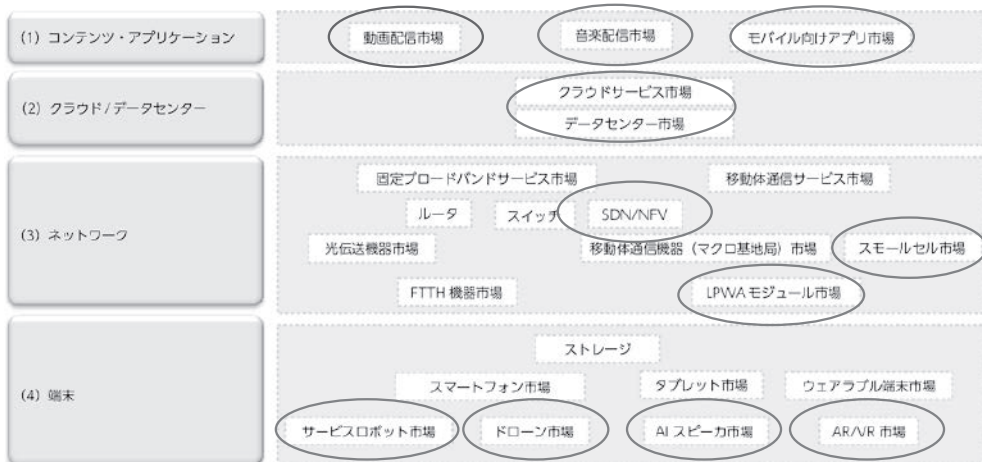 (1) コンテンツ・アプリケーション
動画配信市場
音楽配信市場
モバイル向けアプリ市場
(2) クラウド/データセンター
クラウドサービス市場
データセンター市場
(3) ネットワーク
固定ブロードバンドサービス市場
移動体通信サービス市場
ルータ
スイッチ
SDN/NFV
光伝送機器市場
移動体通信機器(マクロ基地局)市場
スモールセル市場
FTTH 機器市場
LPWAモジュール市場
(4) 端末
ストレージ
スマートフォン市場
タブレット市場
ウェアラブル端末市場
サービスロボット市場
ドローン市場
AIスピーカ市場
AR/VR 市場